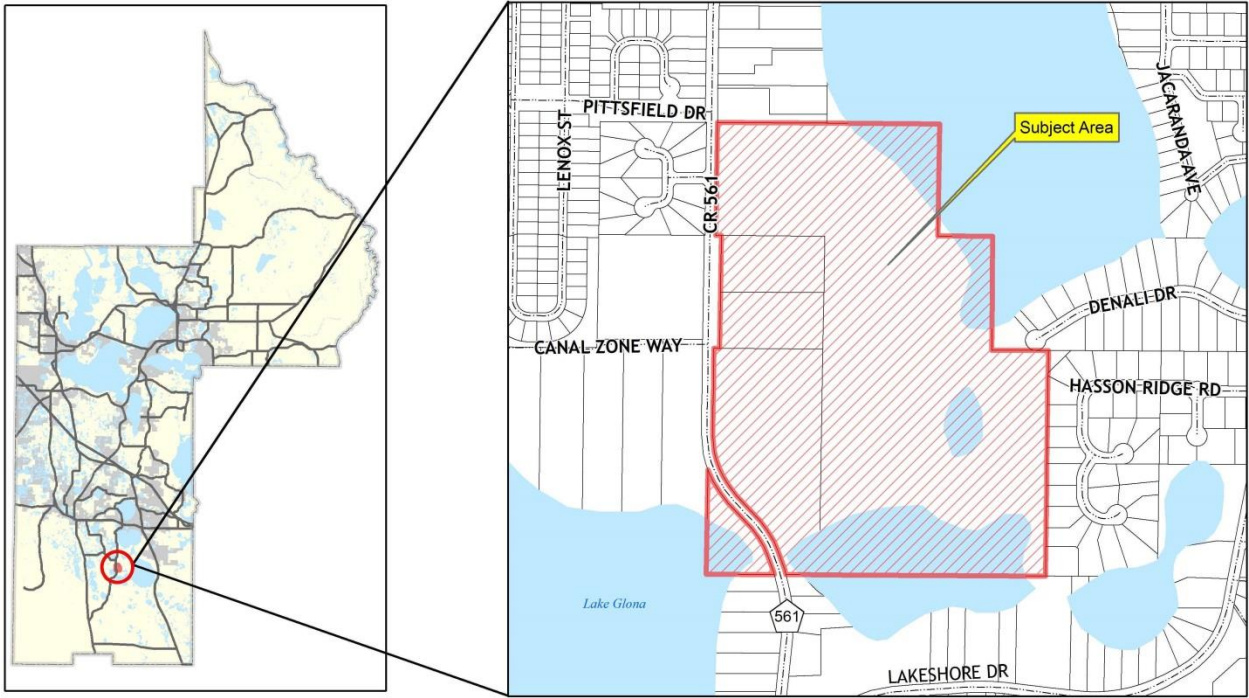 PITTSFIELD DR
LENOX ST
CR 561
Subject Area
JACARANDA AVE
DENALI DR
CANAL ZONE WAY
HASSON RIDGE RD
Lake Glona
561
LAKESHORE DR